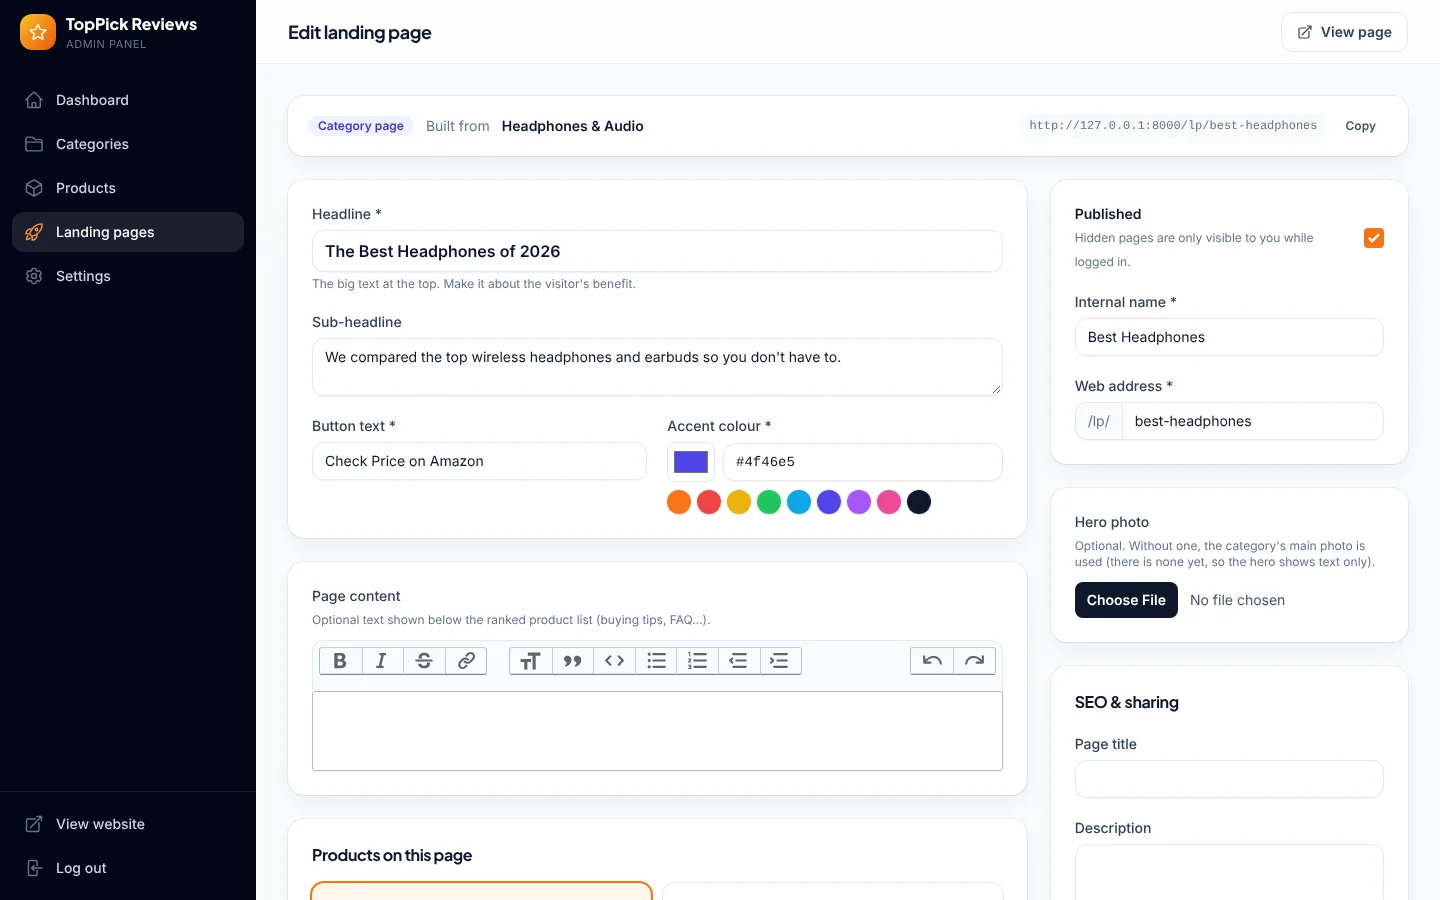 TopPick Reviews
ADMIN PANEL
Dashboard
Categories
Products
Landing pages
Settings
View website
Log out
Edit landing page
View page
Category page
Built from Headphones & Audio
http://127.0.0.1:8000/lp/best-headphones
Copy
Headline *
The Best Headphones of 2026
The big text at the top. Make it about the visitor's benefit.
Sub-headline
We compared the top wireless headphones and earbuds so you don't have to.
Button text *
Check Price on Amazon
Accent colour *
#4f46e5
Page content
Optional text shown below the ranked product list (buying tips, FAQ...).
Products on this page
Published
Hidden pages are only visible to you while
logged in.
Internal name *
Best Headphones
Web address *
/lp/
best-headphones
Hero photo
Optional. Without one, the category's main photo is
used (there is none yet, so the hero shows text only).
Choose File
No file chosen
SEO & sharing
Page title
Description